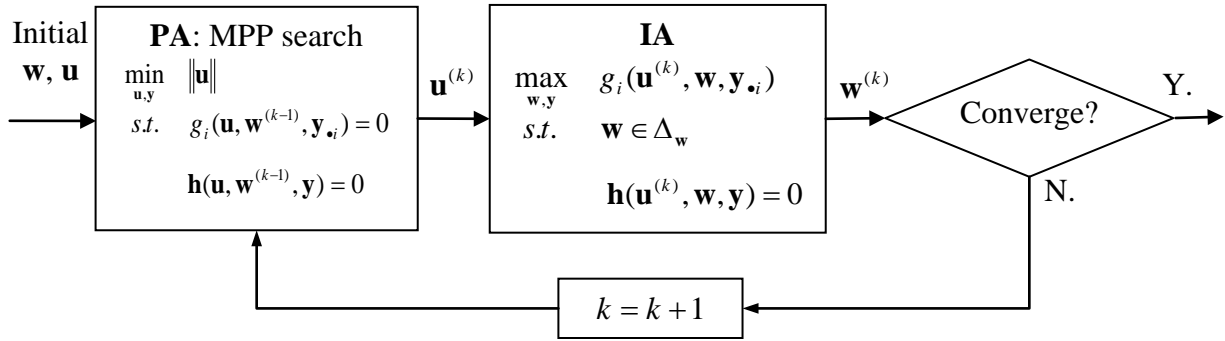 Initial
w, u
PA: MPP search
min ‖u‖
u,y
s.t. g_i(u, w^(k−1), y_•i) = 0
h(u, w^(k−1), y) = 0
u^(k)
IA
max g_i(u^(k), w, y_•i)
w,y
s.t. w ∈ Δ_w
h(u^(k), w, y) = 0
w^(k)
Converge?
Y.
N.
k = k + 1